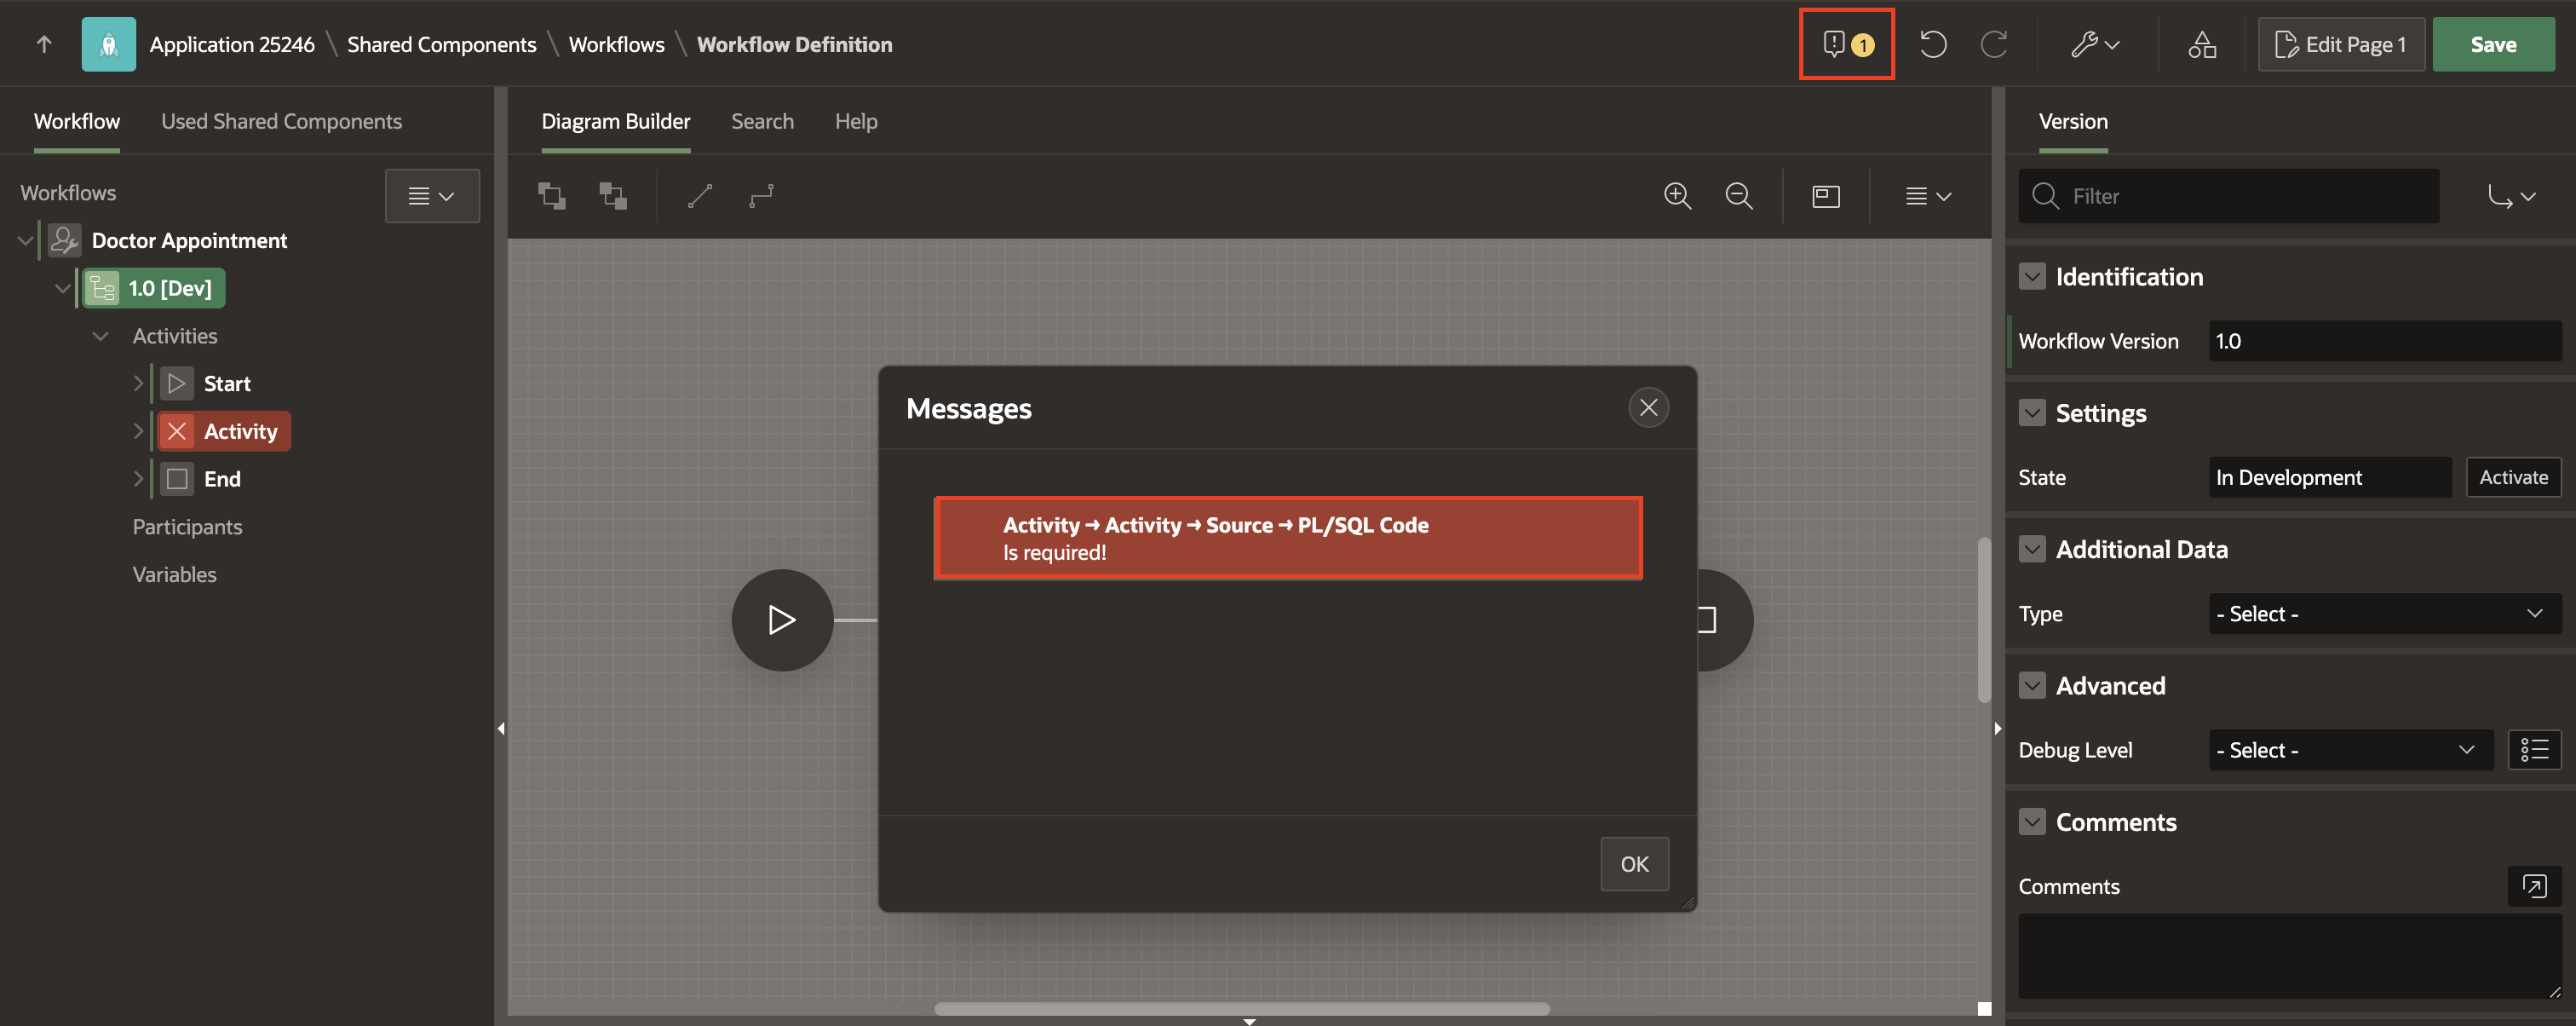 Application 25246 \ Shared Components \ Workflows \ Workflow Definition
1
Edit Page 1
Save
Workflow
Used Shared Components
Workflows
Doctor Appointment
1.0 [Dev]
Activities
Start
Activity
End
Participants
Variables
Diagram Builder
Search
Help
Messages
Activity → Activity → Source → PL/SQL Code
Is required!
OK
Version
Filter
Identification
Workflow Version
1.0
Settings
State
In Development
Activate
Additional Data
Type
- Select -
Advanced
Debug Level
- Select -
Comments
Comments